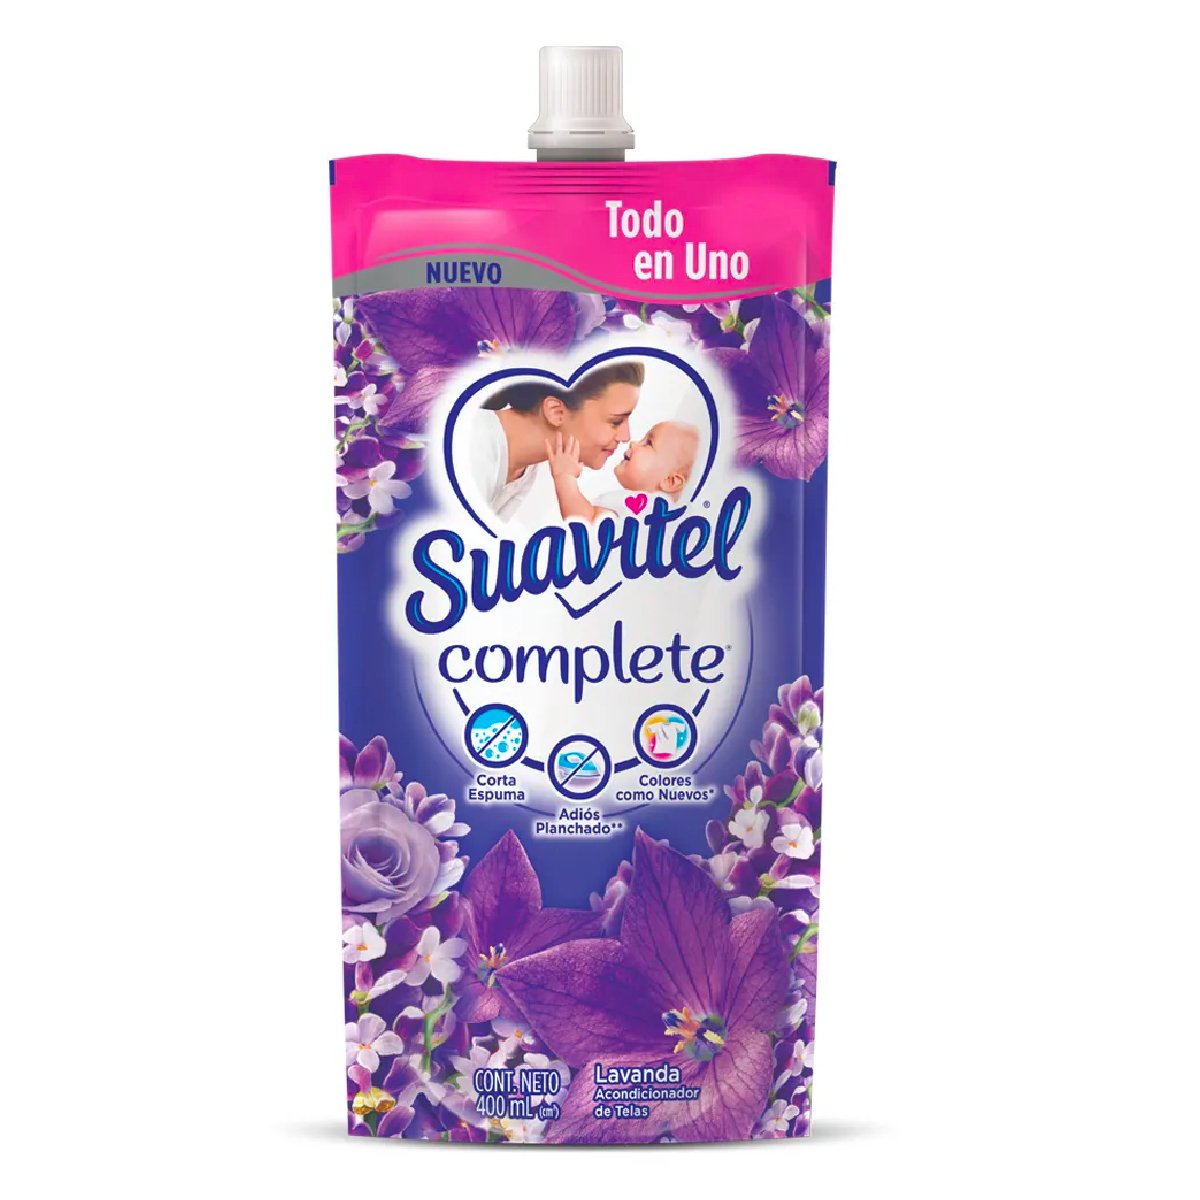 Todo
en Uno
NUEVO
Suavitel®
complete®
Corta
Espuma
Adiós
Planchado**
Colores
como Nuevos*
CONT. NETO
400 mL (cm³)
Lavanda
Acondicionador
de Telas